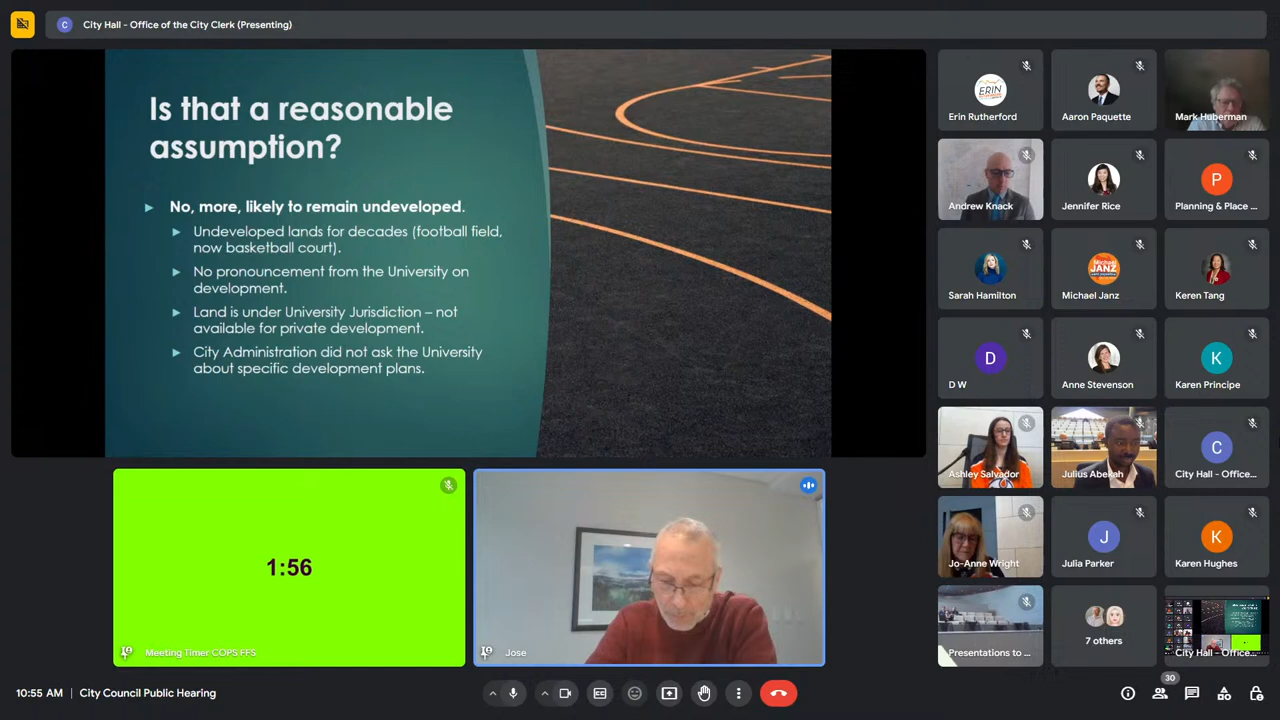 C
City Hall - Office of the City Clerk (Presenting)
Is that a reasonable
assumption?
No, more, likely to remain undeveloped.
Undeveloped lands for decades (football field,
now basketball court).
No pronouncement from the University on
development.
Land is under University Jurisdiction – not
available for private development.
City Administration did not ask the University
about specific development plans.
1:56
Meeting Timer COPS FFS
Jose
ERIN
Erin Rutherford
Aaron Paquette
Mark Huberman
Andrew Knack
Jennifer Rice
P
Planning & Place ...
Sarah Hamilton
Michael
JANZ
Michael Janz
Keren Tang
D
D W
Anne Stevenson
K
Karen Principe
Ashley Salvador
Julius Abekah
C
City Hall - Office...
Jo-Anne Wright
J
Julia Parker
K
Karen Hughes
Presentations to ...
7 others
City Hall - Office...
10:55 AM
City Council Public Hearing
CC
30